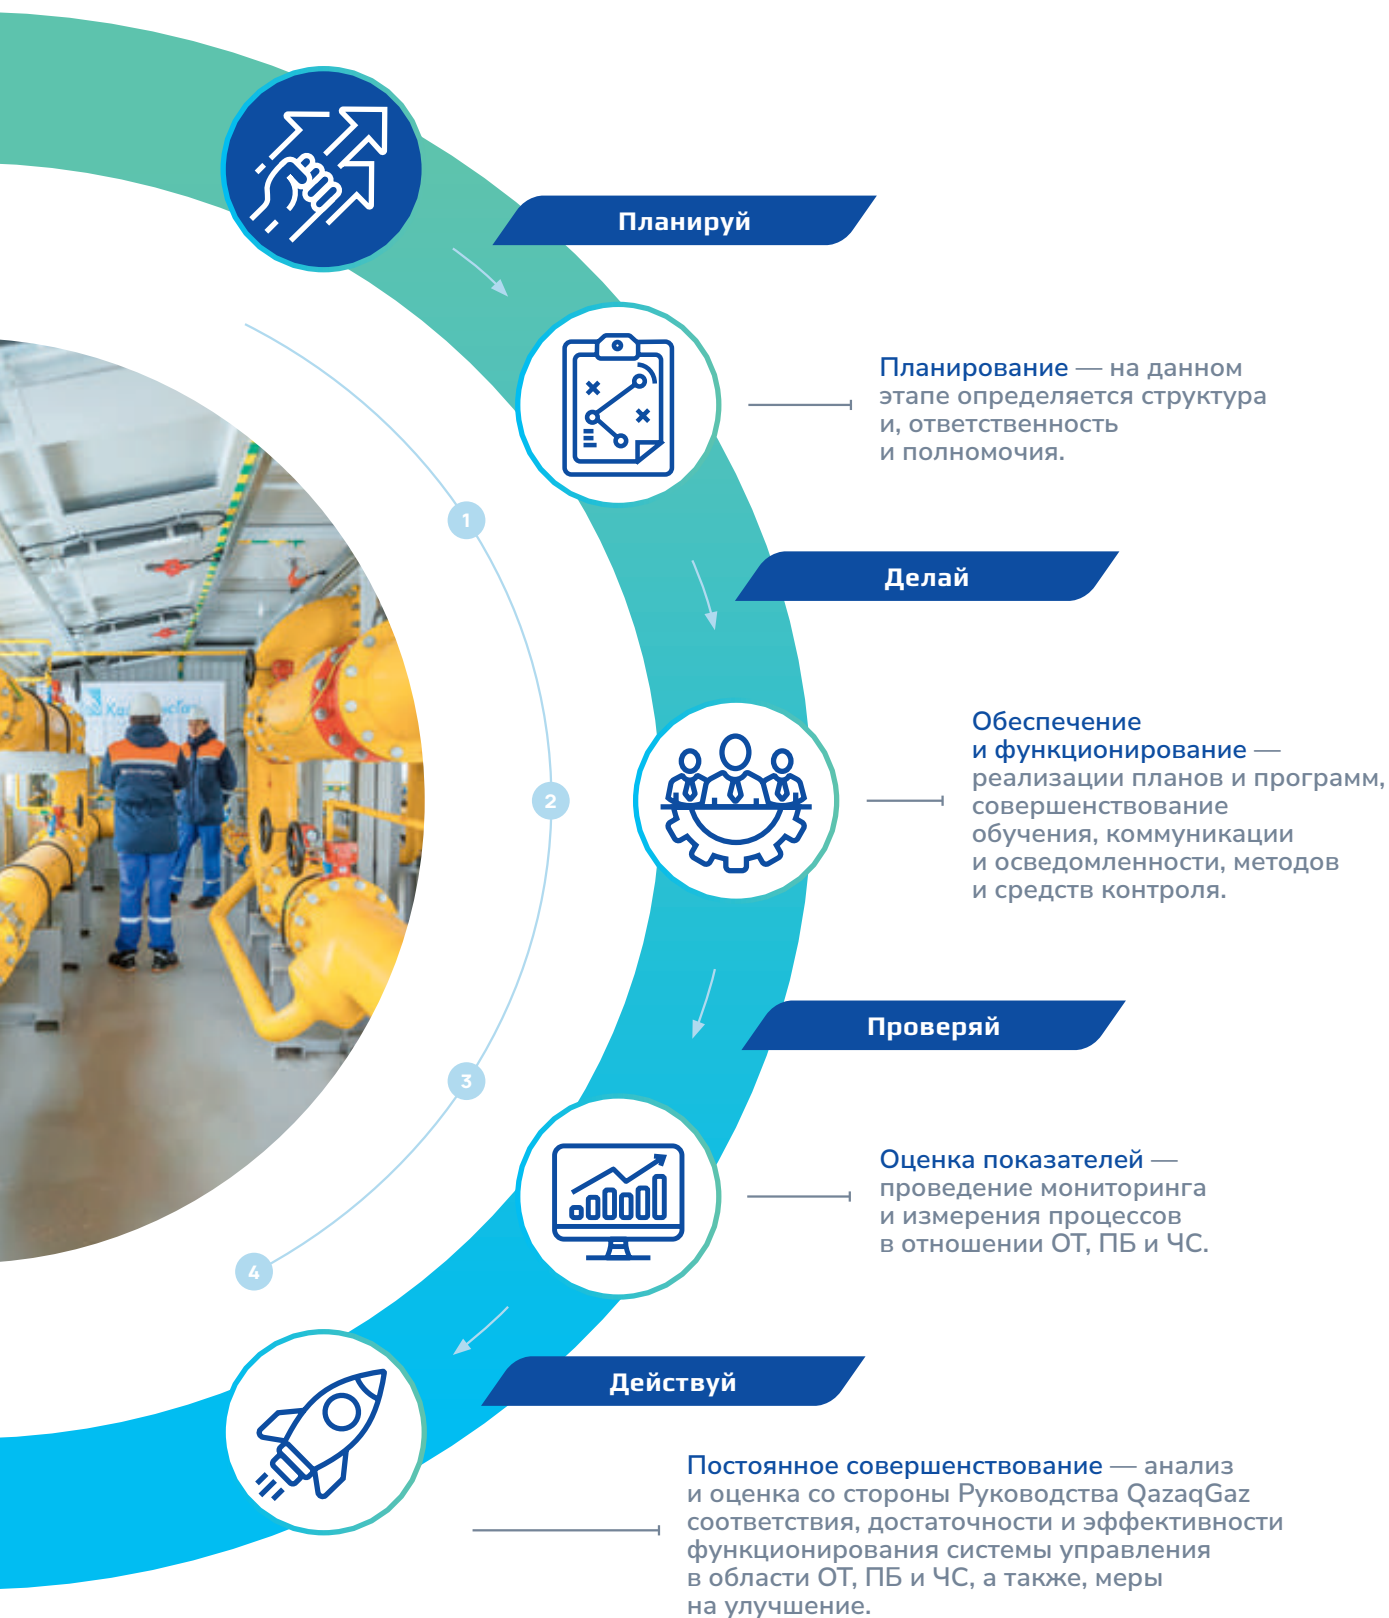 Планируй
Планирование — на данном
этапе определяется структура
и, ответственность
и полномочия.
1
Делай
Обеспечение
и функционирование —
реализации планов и программ,
совершенствование
обучения, коммуникации
и осведомленности, методов
и средств контроля.
2
Проверяй
3
Оценка показателей —
проведение мониторинга
и измерения процессов
в отношении ОТ, ПБ и ЧС.
4
Действуй
Постоянное совершенствование — анализ
и оценка со стороны Руководства QazaqGaz
соответствия, достаточности и эффективности
функционирования системы управления
в области ОТ, ПБ и ЧС, а также, меры
на улучшение.